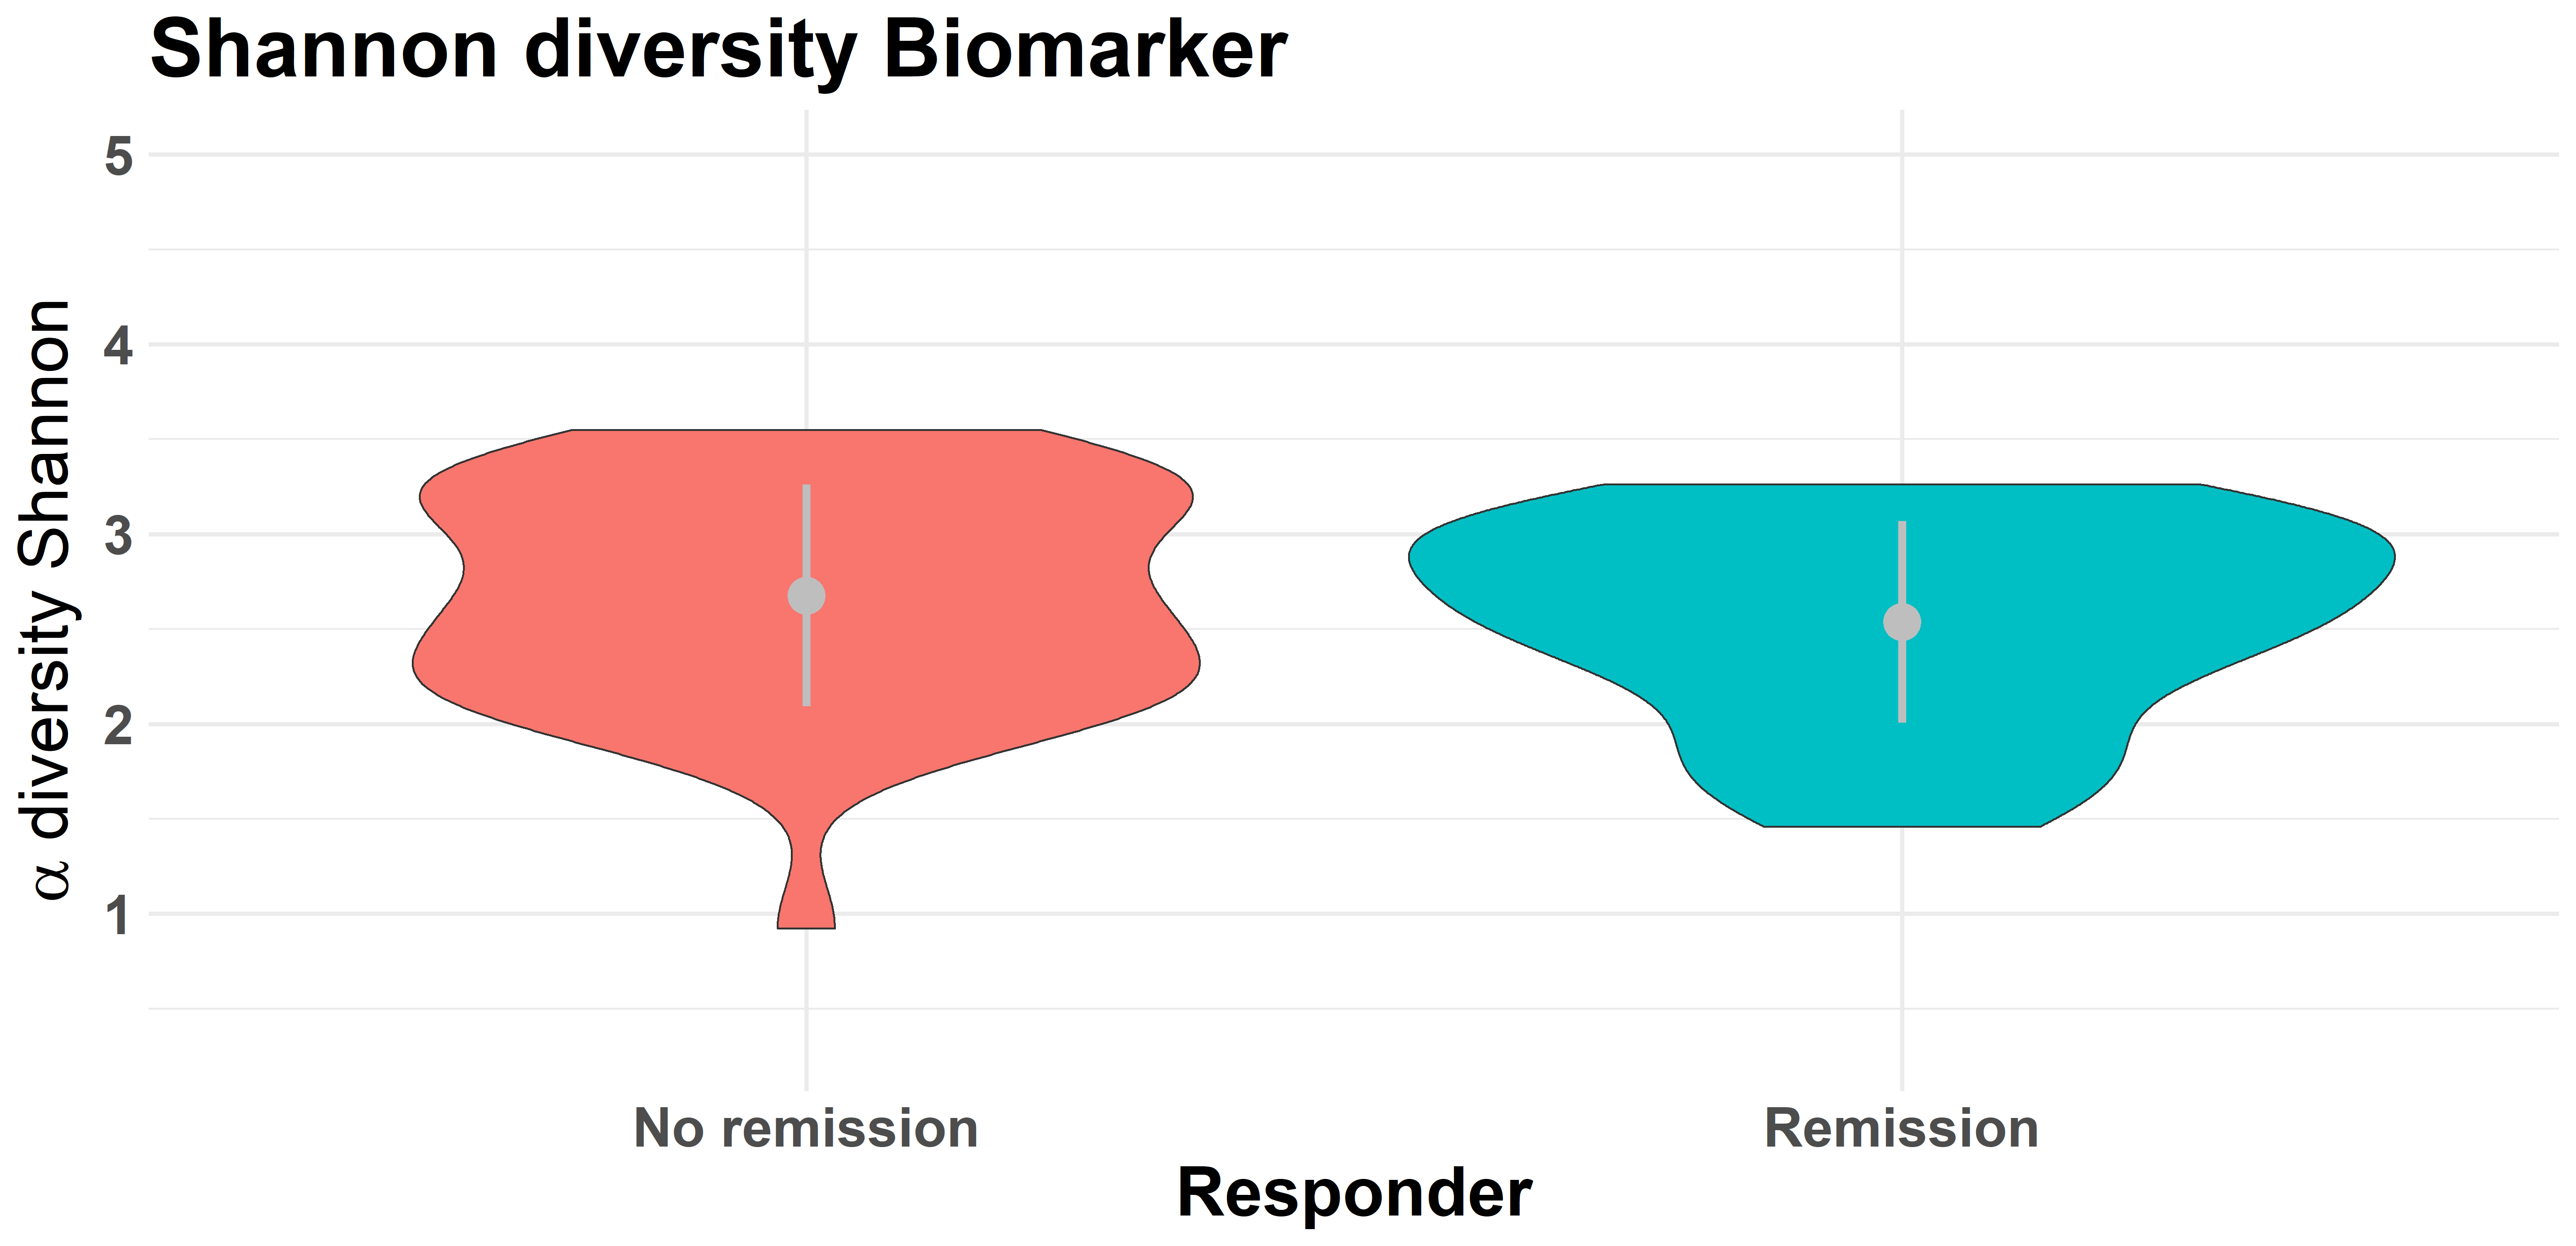 Shannon diversity Biomarker
α diversity Shannon
5
4
3
2
1
No remission
Remission
Responder